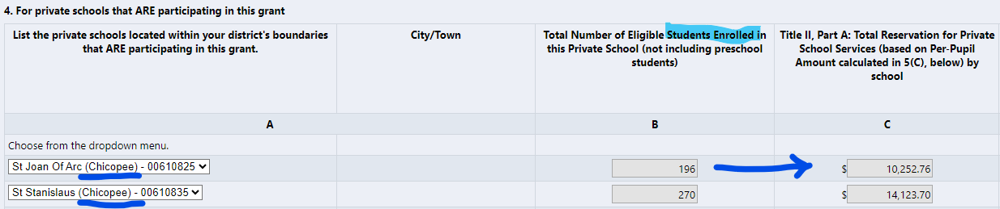 4. For private schools that ARE participating in this grant
List the private schools located within your district's boundaries
that ARE participating in this grant.
City/Town
Total Number of Eligible Students Enrolled in
this Private School (not including preschool
students)
Title II, Part A: Total Reservation for Private
School Services (based on Per-Pupil
Amount calculated in 5(C), below) by
school
A
B
C
Choose from the dropdown menu.
St Joan Of Arc (Chicopee) - 00610825
196
$ 10,252.76
St Stanislaus (Chicopee) - 00610835
270
$ 14,123.70